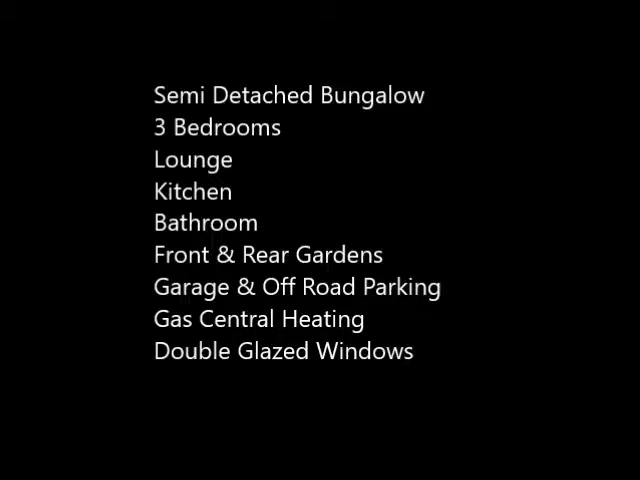 Semi Detached Bungalow
3 Bedrooms
Lounge
Kitchen
Bathroom
Front & Rear Gardens
Garage & Off Road Parking
Gas Central Heating
Double Glazed Windows